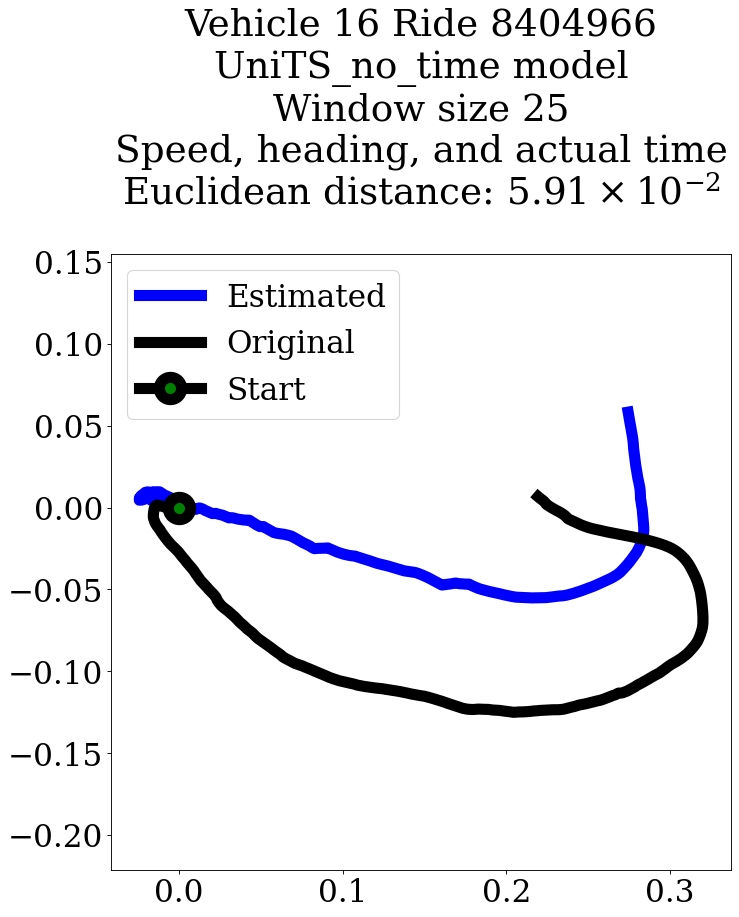 Vehicle 16 Ride 8404966
UniTS_no_time model
Window size 25
Speed, heading, and actual time
Euclidean distance: 5.91 × 10⁻²
0.15
0.10
0.05
0.00
−0.05
−0.10
−0.15
−0.20
Estimated
Original
Start
0.0
0.1
0.2
0.3